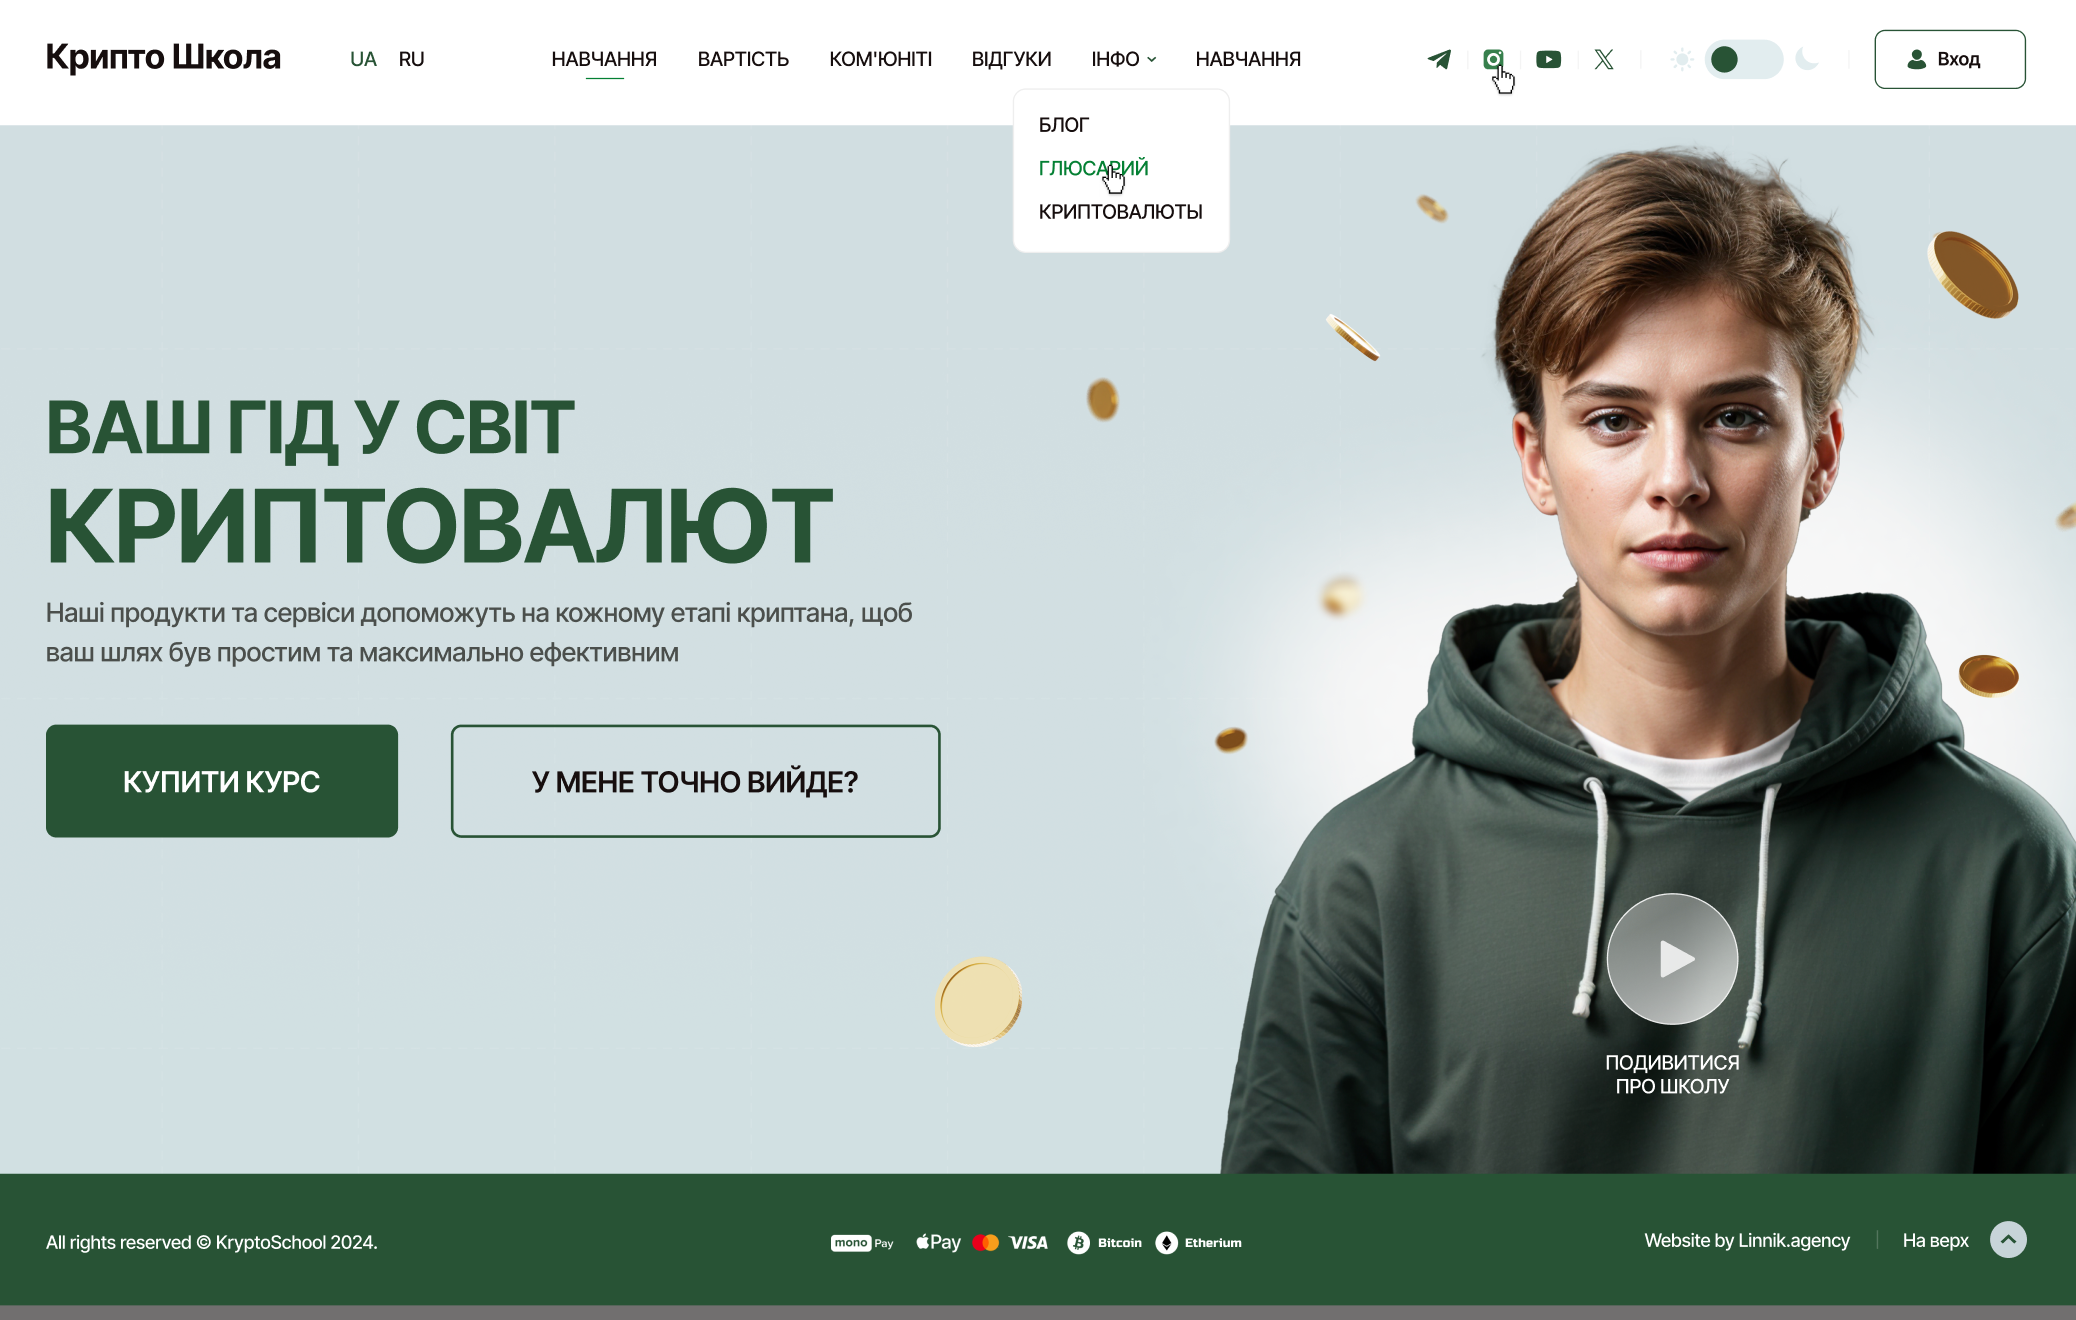 Крипто Школа
UA RU
НАВЧАННЯ ВАРТІСТЬ КОМ'ЮНІТІ ВІДГУКИ ІНФО НАВЧАННЯ
Вход
БЛОГ
ГЛЮСАРИЙ
КРИПТОВАЛЮТЫ
ВАШ ГІД У СВІТ
КРИПТОВАЛЮТ
Наші продукти та сервіси допоможуть на кожному етапі криптана, щоб
ваш шлях був простим та максимально ефективним
КУПИТИ КУРС
У МЕНЕ ТОЧНО ВИЙДЕ?
ПОДИВИТИСЯ
ПРО ШКОЛУ
All rights reserved © KryptoSchool 2024.
mono Pay Pay VISA Bitcoin Etherium
Website by Linnik.agency
На верх